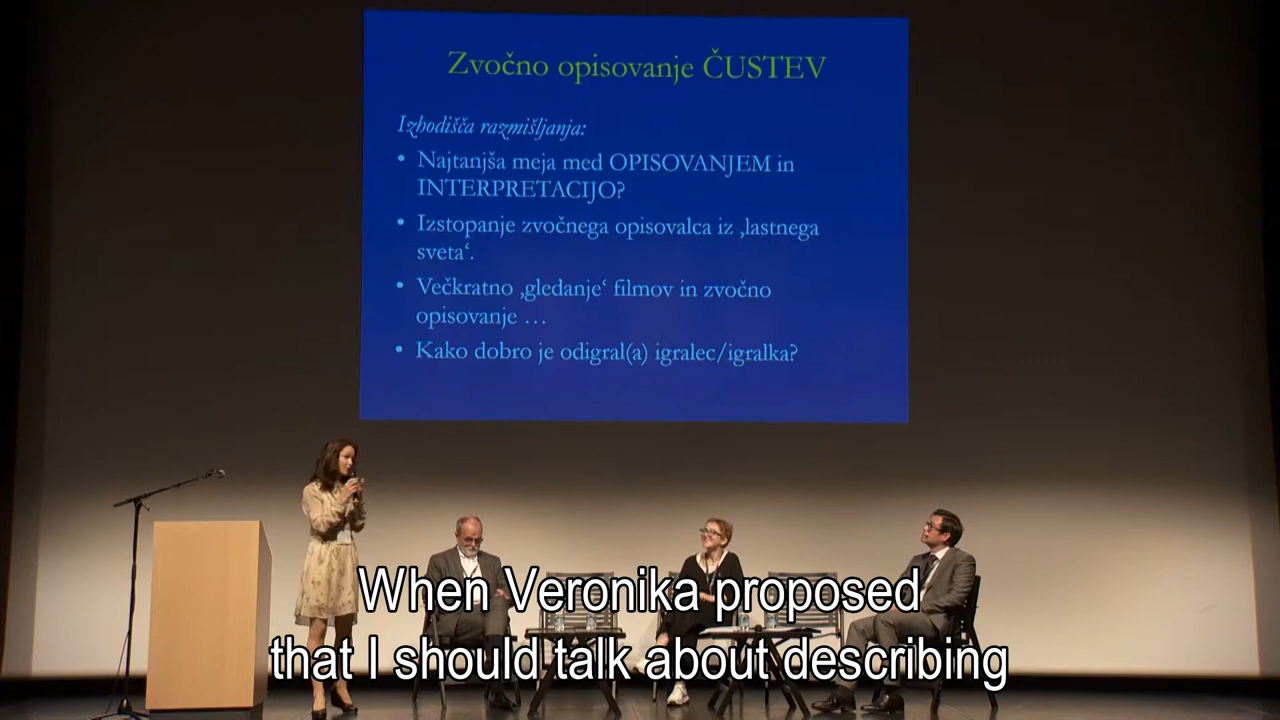 Zvočno opisovanje ČUSTEV
Izhodišča razmišljanja:
• Najtanjša meja med OPISOVANJEM in
INTERPRETACIJO?
• Izstopanje zvočnega opisovalca iz ‚lastnega
sveta‘.
• Večkratno ‚gledanje‘ filmov in zvočno
opisovanje …
• Kako dobro je odigral(a) igralec/igralka?
When Veronika proposed
that I should talk about describing